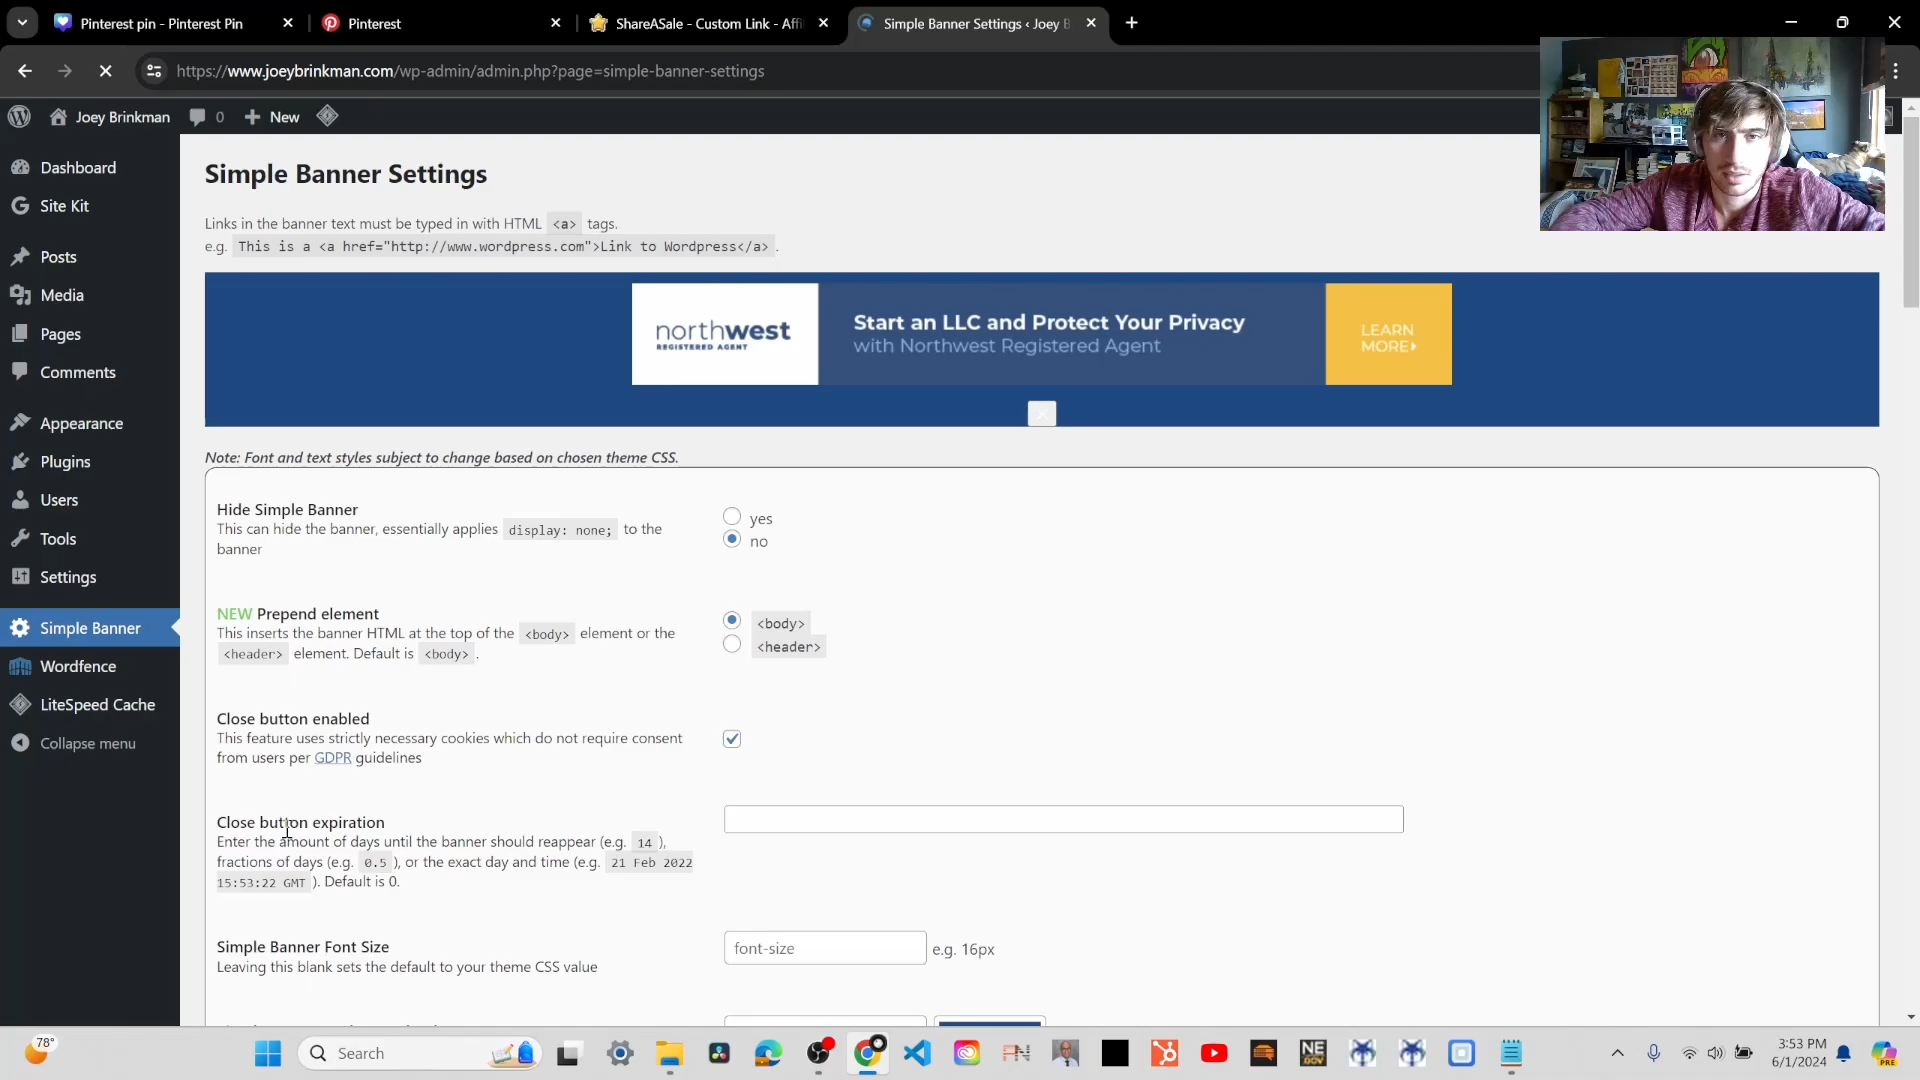 Pinterest pin - Pinterest Pin
Pinterest
ShareASale - Custom Link - Affi
Simple Banner Settings ‹ Joey B
https://www.joeybrinkman.com/wp-admin/admin.php?page=simple-banner-settings
Joey Brinkman
0
New
Dashboard
Site Kit
Posts
Media
Pages
Comments
Appearance
Plugins
Users
Tools
Settings
Simple Banner
Wordfence
LiteSpeed Cache
Collapse menu
Simple Banner Settings
Links in the banner text must be typed in with HTML <a> tags.
e.g. This is a <a href="http://www.wordpress.com">Link to Wordpress</a> .
northwest
REGISTERED AGENT
Start an LLC and Protect Your Privacy
with Northwest Registered Agent
LEARN
MORE
Note: Font and text styles subject to change based on chosen theme CSS.
Hide Simple Banner
This can hide the banner, essentially applies display: none; to the
banner
yes
no
NEW Prepend element
This inserts the banner HTML at the top of the <body> element or the
<header> element. Default is <body> .
<body>
<header>
Close button enabled
This feature uses strictly necessary cookies which do not require consent
from users per GDPR guidelines
Close button expiration
Enter the amount of days until the banner should reappear (e.g. 14 ),
fractions of days (e.g. 0.5 ), or the exact day and time (e.g. 21 Feb 2022
15:53:22 GMT ). Default is 0.
Simple Banner Font Size
Leaving this blank sets the default to your theme CSS value
font-size
e.g. 16px
78°
Search
NE
GOV
PRE
3:53 PM
6/1/2024